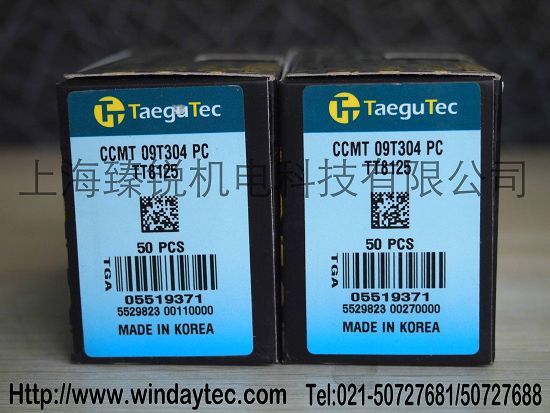 TaeguTec
CCMT 09T304 PC
TT8125
50 PCS
TGA
05519371
5529823 00110000
MADE IN KOREA
TaeguTec
CCMT 09T304 PC
TT8125
50 PCS
TGA
05519371
5529823 00270000
MADE IN KOREA
上海臻锐机电科技有限公司
Http://www.windaytec.com Tel:021-50727681/50727688